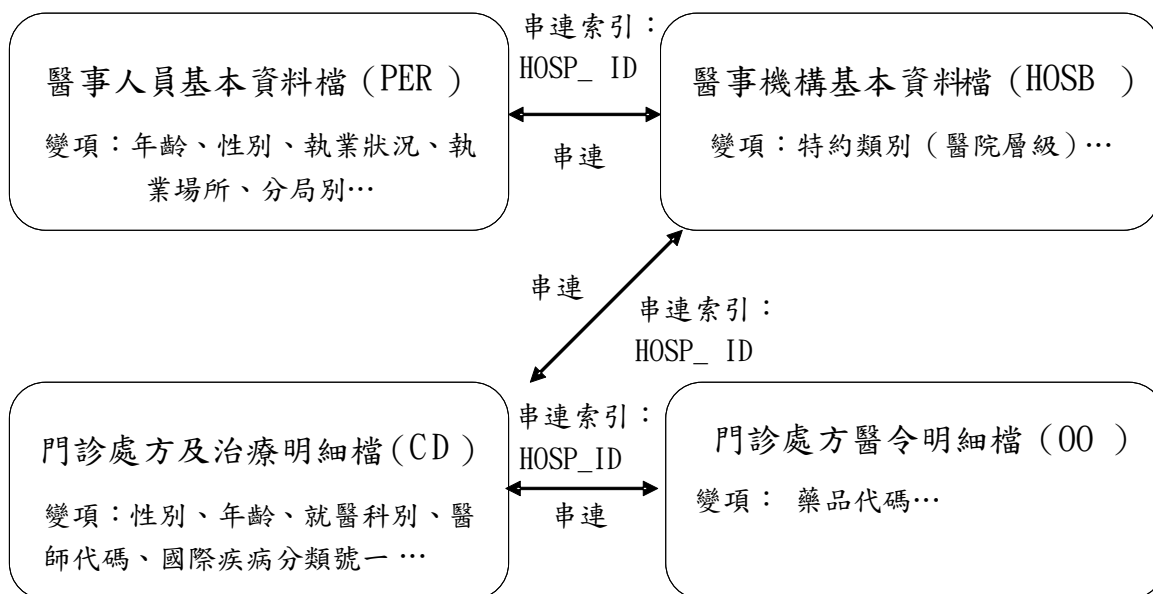 醫事人員基本資料檔 (PER )
變項：年齡、性別、執業狀況、執
業場所、分局別…
串連索引：
HOSP_ ID
串連
醫事機構基本資料檔 (HOSB )
變項：特約類別 (醫院層級)…
串連
串連索引：
HOSP_ ID
門診處方及治療明細檔(CD )
變項：性別、年齡、就醫科別、醫
師代碼、國際疾病分類號一 …
串連索引：
HOSP_ID
串連
門診處方醫令明細檔 (OO )
變項： 藥品代碼…